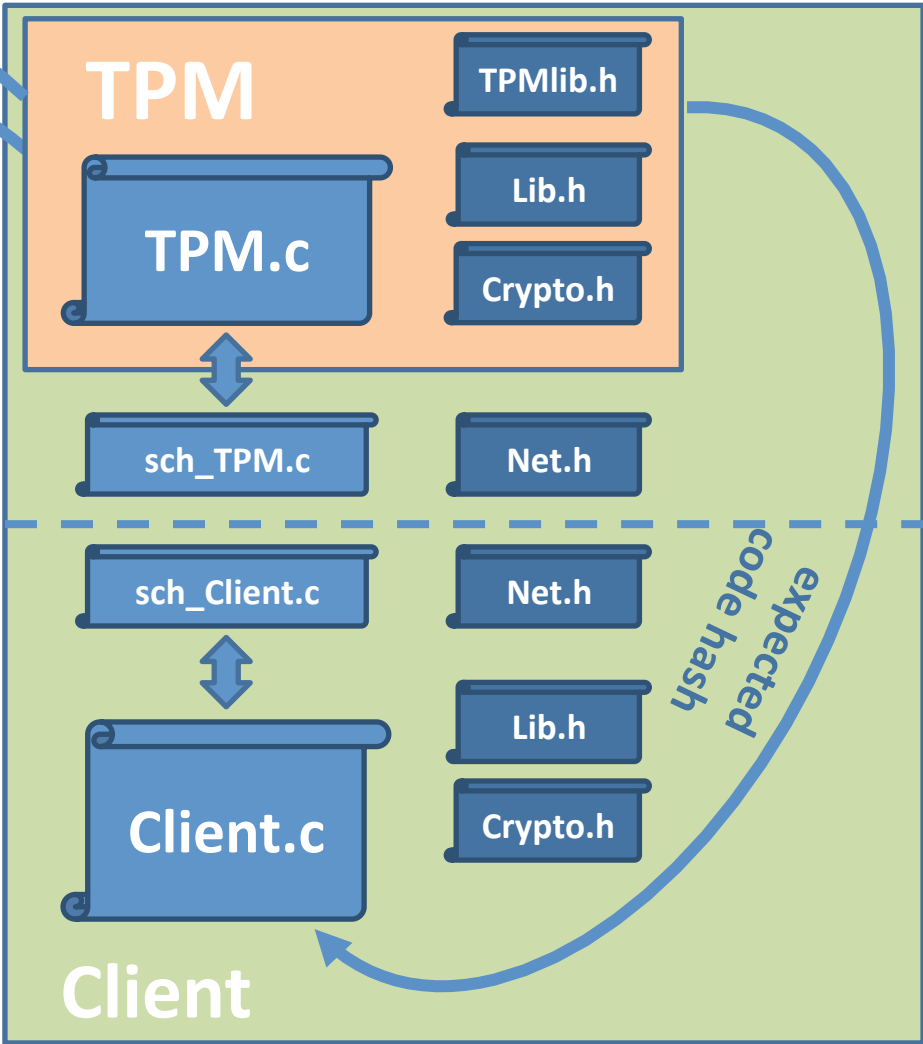 TPM
TPMlib.h
Lib.h
TPM.c
Crypto.h
sch_TPM.c
Net.h
sch_Client.c
Net.h
expected
code hash
Lib.h
Client.c
Crypto.h
Client